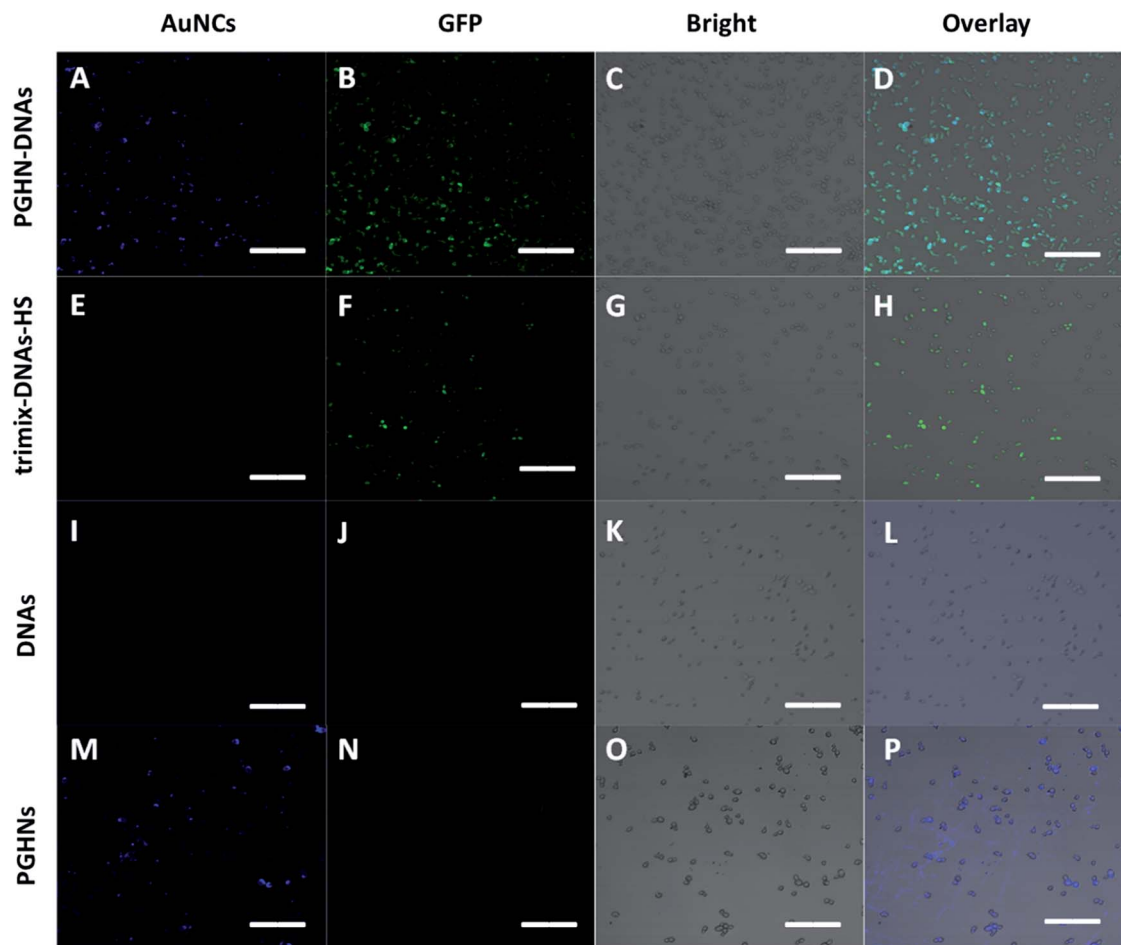 AuNCs GFP Bright Overlay
PGHN-DNAs
A B C D
trimix-DNAs-HS
E F G H
DNAs
I J K L
PGHNs
M N O P